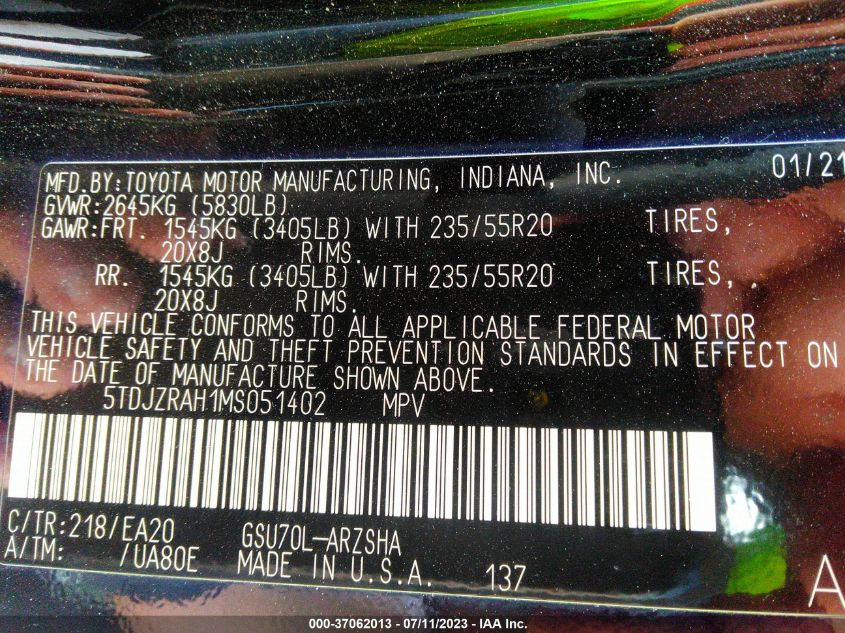 MFD.BY:TOYOTA MOTOR MANUFACTURING, INDIANA, INC. 01/21
GVWR:2645KG (5830LB)
GAWR:FRT. 1545KG (3405LB) WITH 235/55R20 TIRES,
20X8J RIMS.
RR. 1545KG (3405LB) WITH 235/55R20 TIRES,
20X8J RIMS.
THIS VEHICLE CONFORMS TO ALL APPLICABLE FEDERAL MOTOR
VEHICLE SAFETY AND THEFT PREVENTION STANDARDS IN EFFECT ON
THE DATE OF MANUFACTURE SHOWN ABOVE.
5TDJZRAH1MS051402 MPV
C/TR:218/EA20 GSU70L-ARZSHA
A/TM: /UA80E MADE IN U.S.A. 137 A
000-37062013 - 07/11/2023 - IAA Inc.